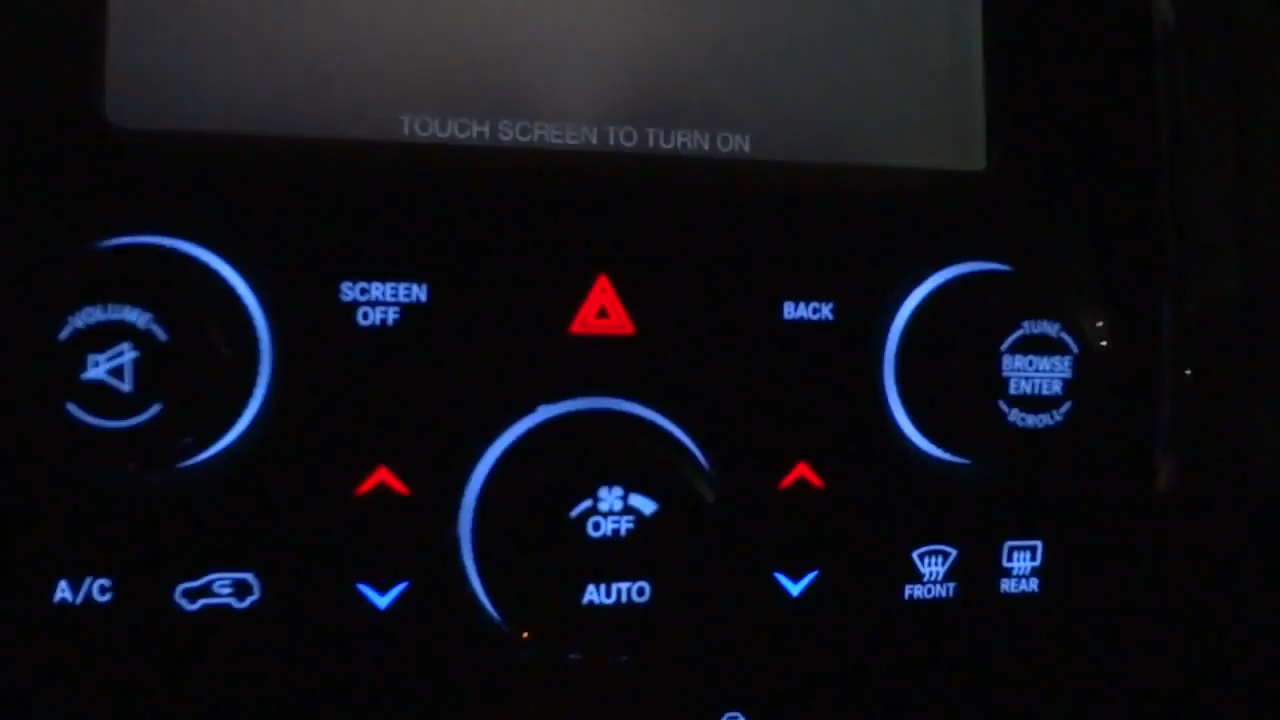 TOUCH SCREEN TO TURN ON
VOLUME
SCREEN
OFF
BACK
TUNE
BROWSE
ENTER
SCROLL
OFF
AUTO
A/C
FRONT
REAR